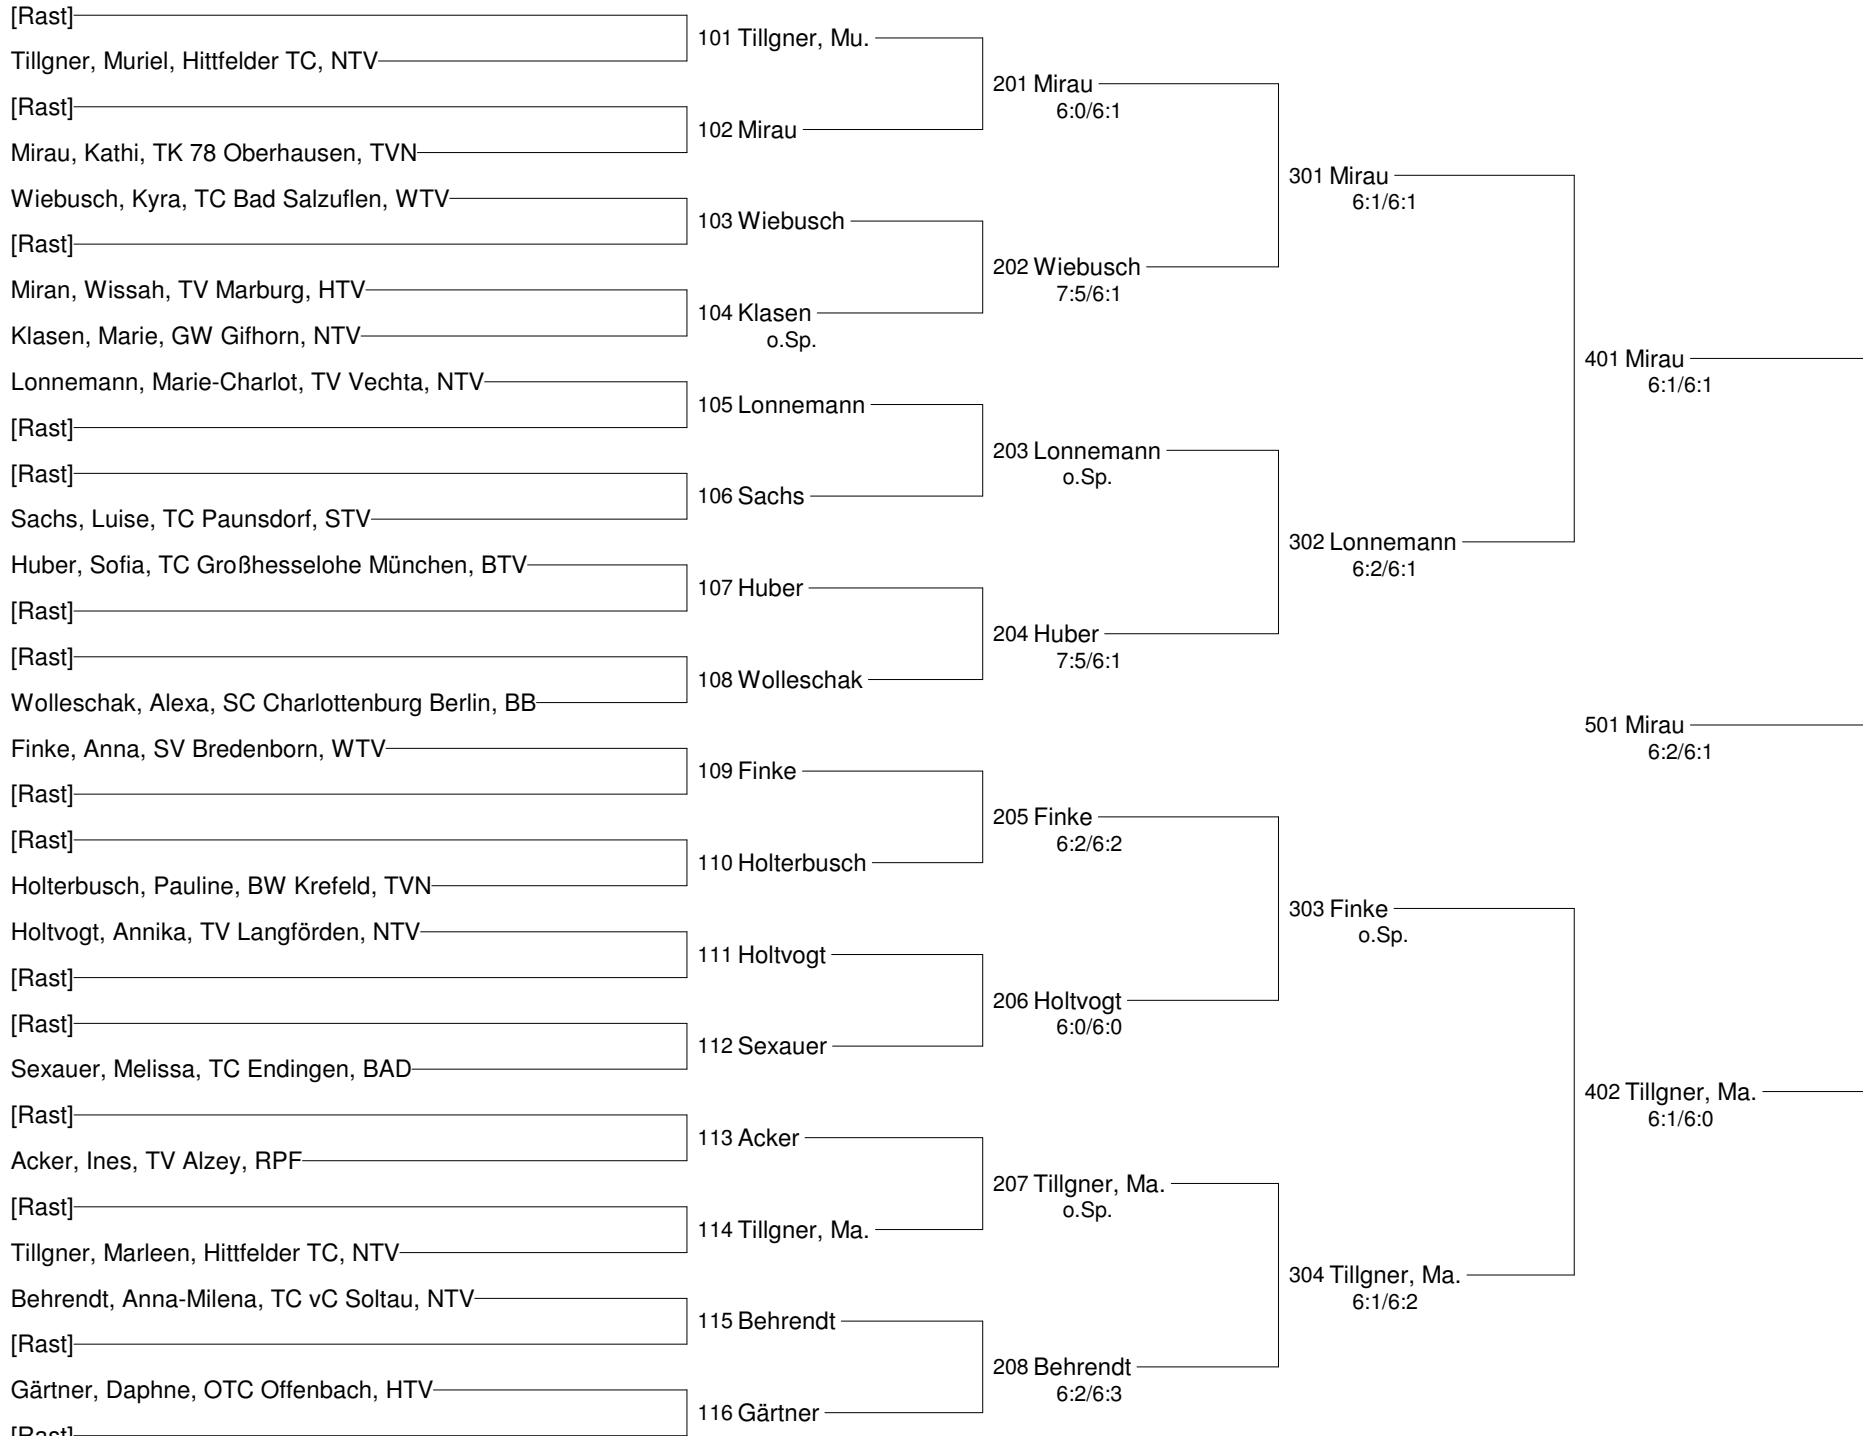 [Rast]
Tillgner, Muriel, Hittfelder TC, NTV
[Rast]
Mirau, Kathi, TK 78 Oberhausen, TVN
Wiebusch, Kyra, TC Bad Salzuflen, WTV
[Rast]
Miran, Wissah, TV Marburg, HTV
Klasen, Marie, GW Gifhorn, NTV
Lonnemann, Marie-Charlot, TV Vechta, NTV
[Rast]
[Rast]
Sachs, Luise, TC Paunsdorf, STV
Huber, Sofia, TC Großhesselohe München, BTV
[Rast]
[Rast]
Wolleschak, Alexa, SC Charlottenburg Berlin, BB
Finke, Anna, SV Bredenborn, WTV
[Rast]
[Rast]
Holterbusch, Pauline, BW Krefeld, TVN
Holtvogt, Annika, TV Langförden, NTV
[Rast]
[Rast]
Sexauer, Melissa, TC Endingen, BAD
[Rast]
Acker, Ines, TV Alzey, RPF
[Rast]
Tillgner, Marleen, Hittfelder TC, NTV
Behrendt, Anna-Milena, TC vC Soltau, NTV
[Rast]
Gärtner, Daphne, OTC Offenbach, HTV
[Rast]
101 Tillgner, Mu.
102 Mirau
103 Wiebusch
104 Klasen
o.Sp.
105 Lonnemann
106 Sachs
107 Huber
108 Wolleschak
109 Finke
110 Holterbusch
111 Holtvogt
112 Sexauer
113 Acker
114 Tillgner, Ma.
115 Behrendt
116 Gärtner
201 Mirau
6:0/6:1
202 Wiebusch
7:5/6:1
203 Lonnemann
o.Sp.
204 Huber
7:5/6:1
205 Finke
6:2/6:2
206 Holtvogt
6:0/6:0
207 Tillgner, Ma.
o.Sp.
208 Behrendt
6:2/6:3
301 Mirau
6:1/6:1
302 Lonnemann
6:2/6:1
303 Finke
o.Sp.
304 Tillgner, Ma.
6:1/6:2
401 Mirau
6:1/6:1
501 Mirau
6:2/6:1
402 Tillgner, Ma.
6:1/6:0